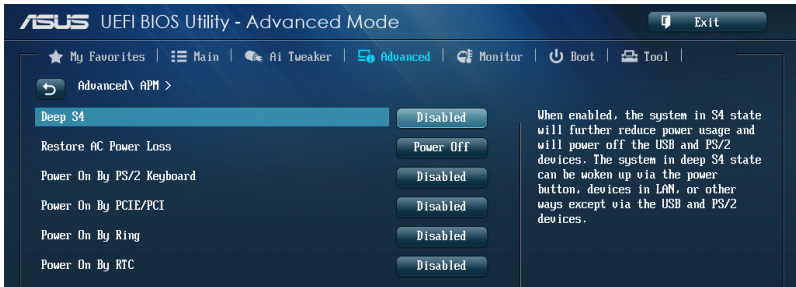 ASUS UEFI BIOS Utility - Advanced Mode
Exit
My Favorites
Main
Ai Tweaker
Advanced
Monitor
Boot
Tool
Advanced\ APM >
Deep S4 Disabled
Restore AC Power Loss Power Off
Power On By PS/2 Keyboard Disabled
Power On By PCIE/PCI Disabled
Power On By Ring Disabled
Power On By RTC Disabled
When enabled, the system in S4 state
will further reduce power usage and
will power off the USB and PS/2
devices. The system in deep S4 state
can be woken up via the power
button, devices in LAN, or other
ways except via the USB and PS/2
devices.